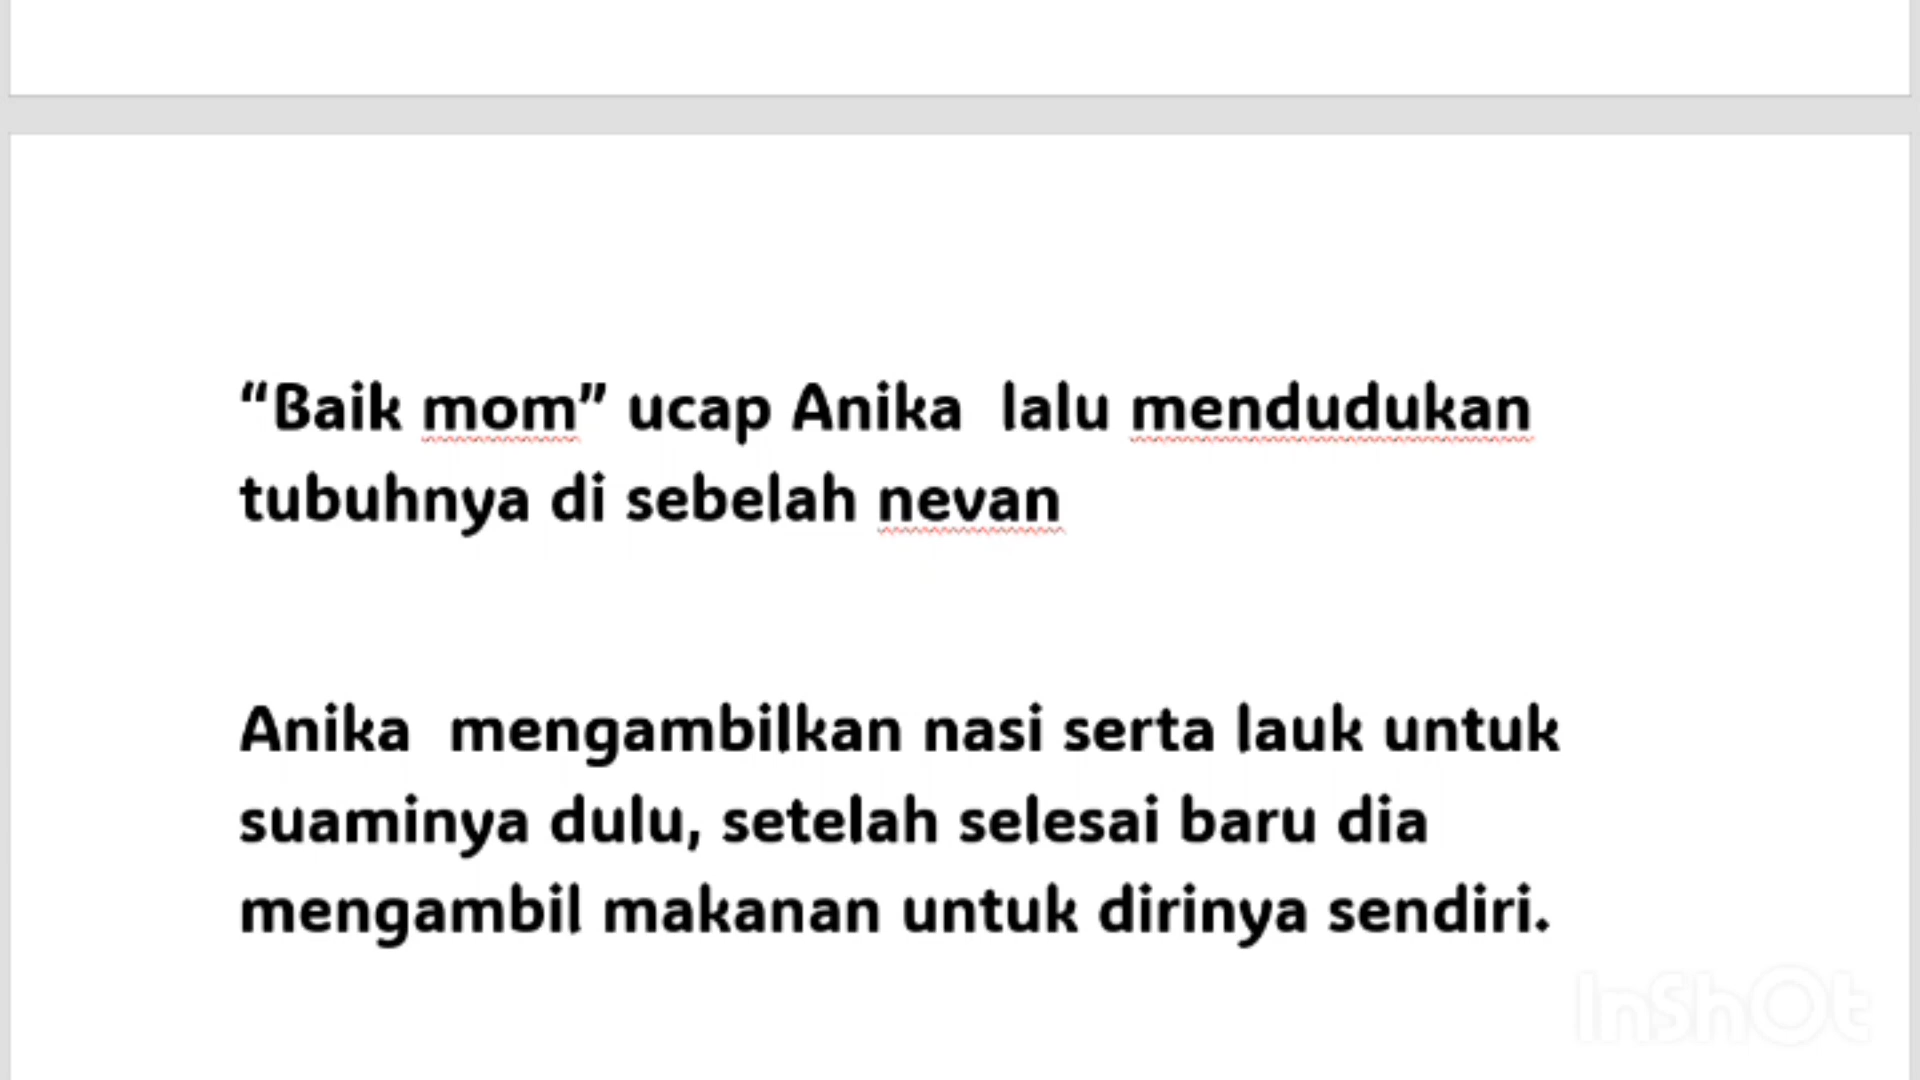 “Baik mom” ucap Anika  lalu mendudukan
tubuhnya di sebelah nevan
Anika  mengambilkan nasi serta lauk untuk
suaminya dulu, setelah selesai baru dia
mengambil makanan untuk dirinya sendiri.
InShOt